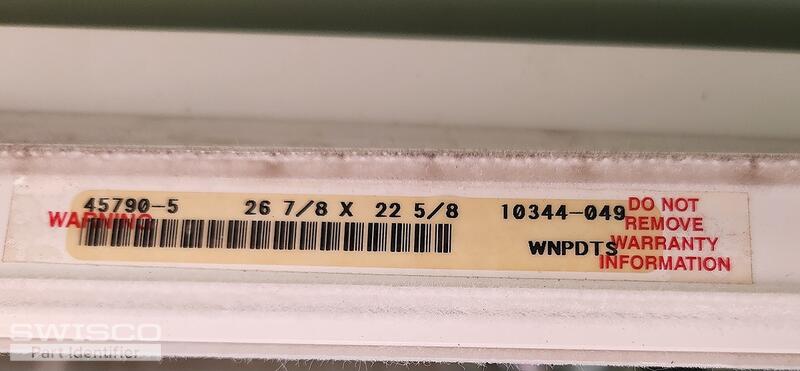 45790-5 26 7/8 X 22 5/8 10344-049
WARNING
WNPDTS
DO NOT
REMOVE
WARRANTY
INFORMATION
SWISCO
Part Identifier